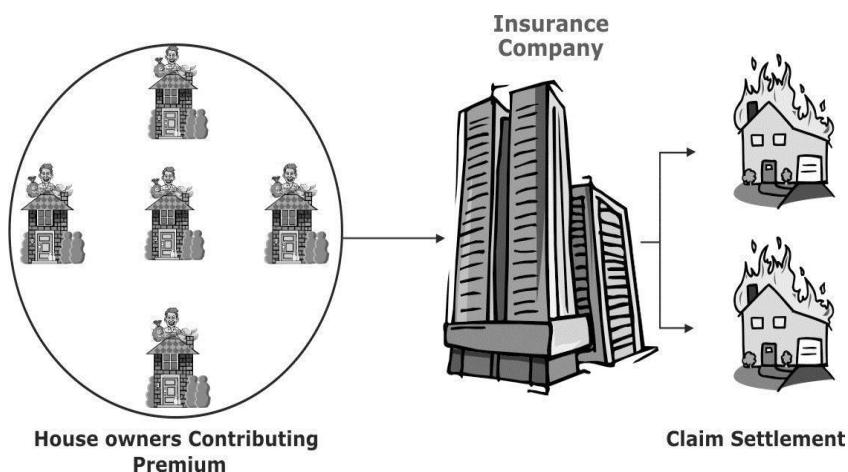 Insurance
Company
House owners Contributing
Premium
Claim Settlement